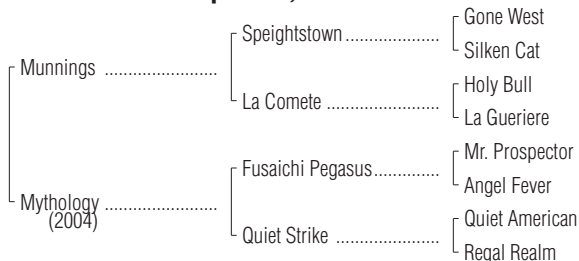 Gone West
Speightstown
Silken Cat
Munnings
Holy Bull
La Comete
La Gueriere
Mr. Prospector
Fusaichi Pegasus
Angel Fever
Mythology
(2004)
Quiet American
Quiet Strike
Regal Realm